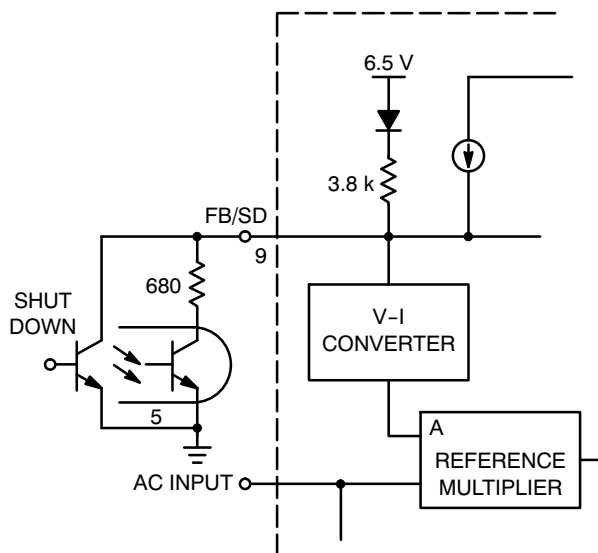 6.5 V
3.8 k
FB/SD
9
680
SHUT
DOWN
V-I
CONVERTER
5
A
REFERENCE
MULTIPLIER
AC INPUT